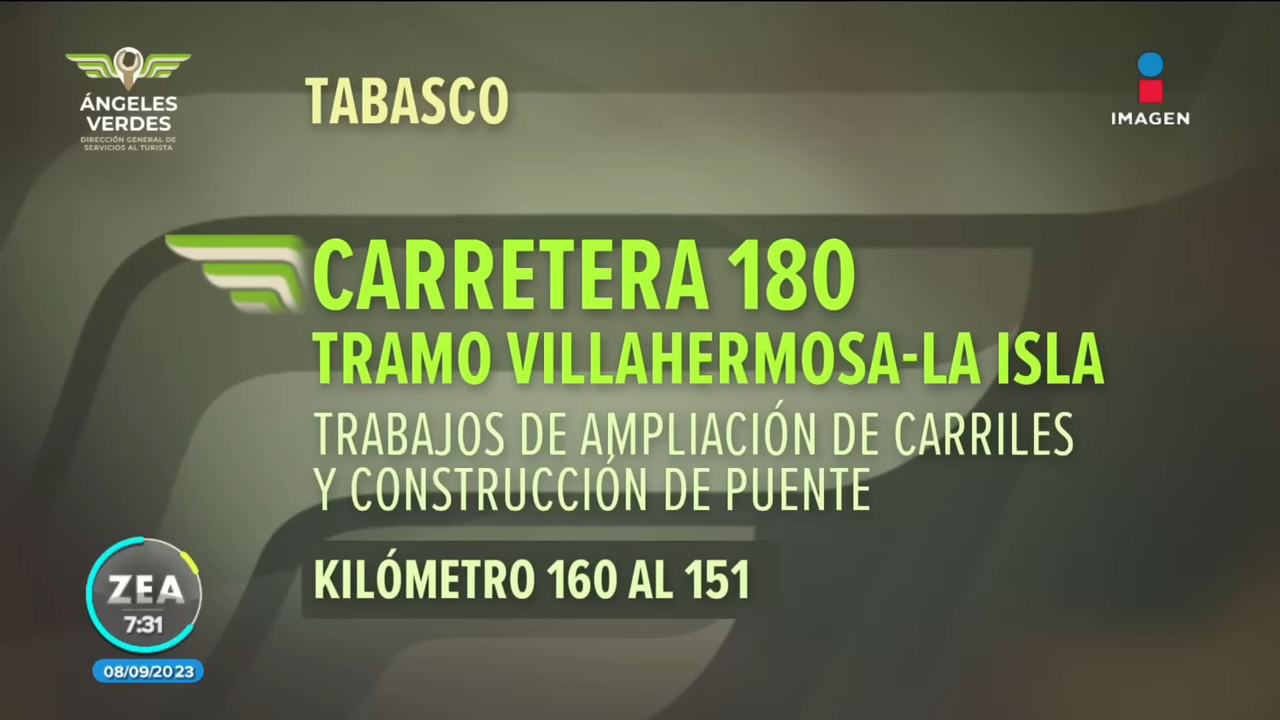 ÁNGELES
VERDES
DIRECCIÓN GENERAL DE
SERVICIOS AL TURISTA
TABASCO
IMAGEN
CARRETERA 180
TRAMO VILLAHERMOSA-LA ISLA
TRABAJOS DE AMPLIACIÓN DE CARRILES
Y CONSTRUCCIÓN DE PUENTE
KILÓMETRO 160 AL 151
ZEA
7:31
08/09/2023